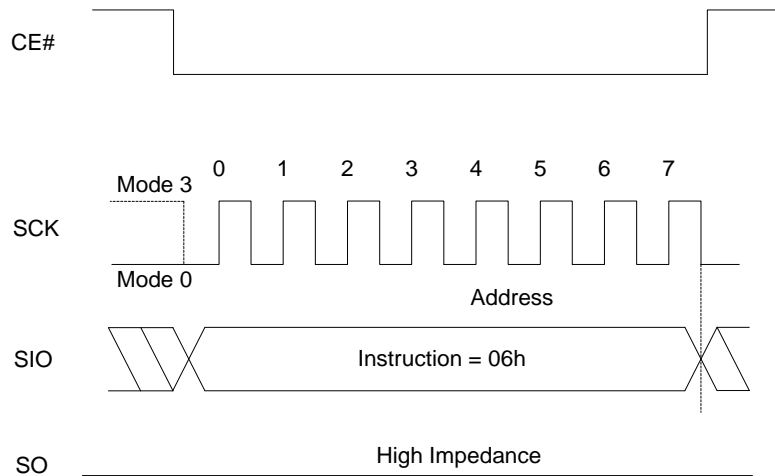 CE#
0 1 2 3 4 5 6 7
Mode 3
SCK
Mode 0
Address
SIO
Instruction = 06h
High Impedance
SO